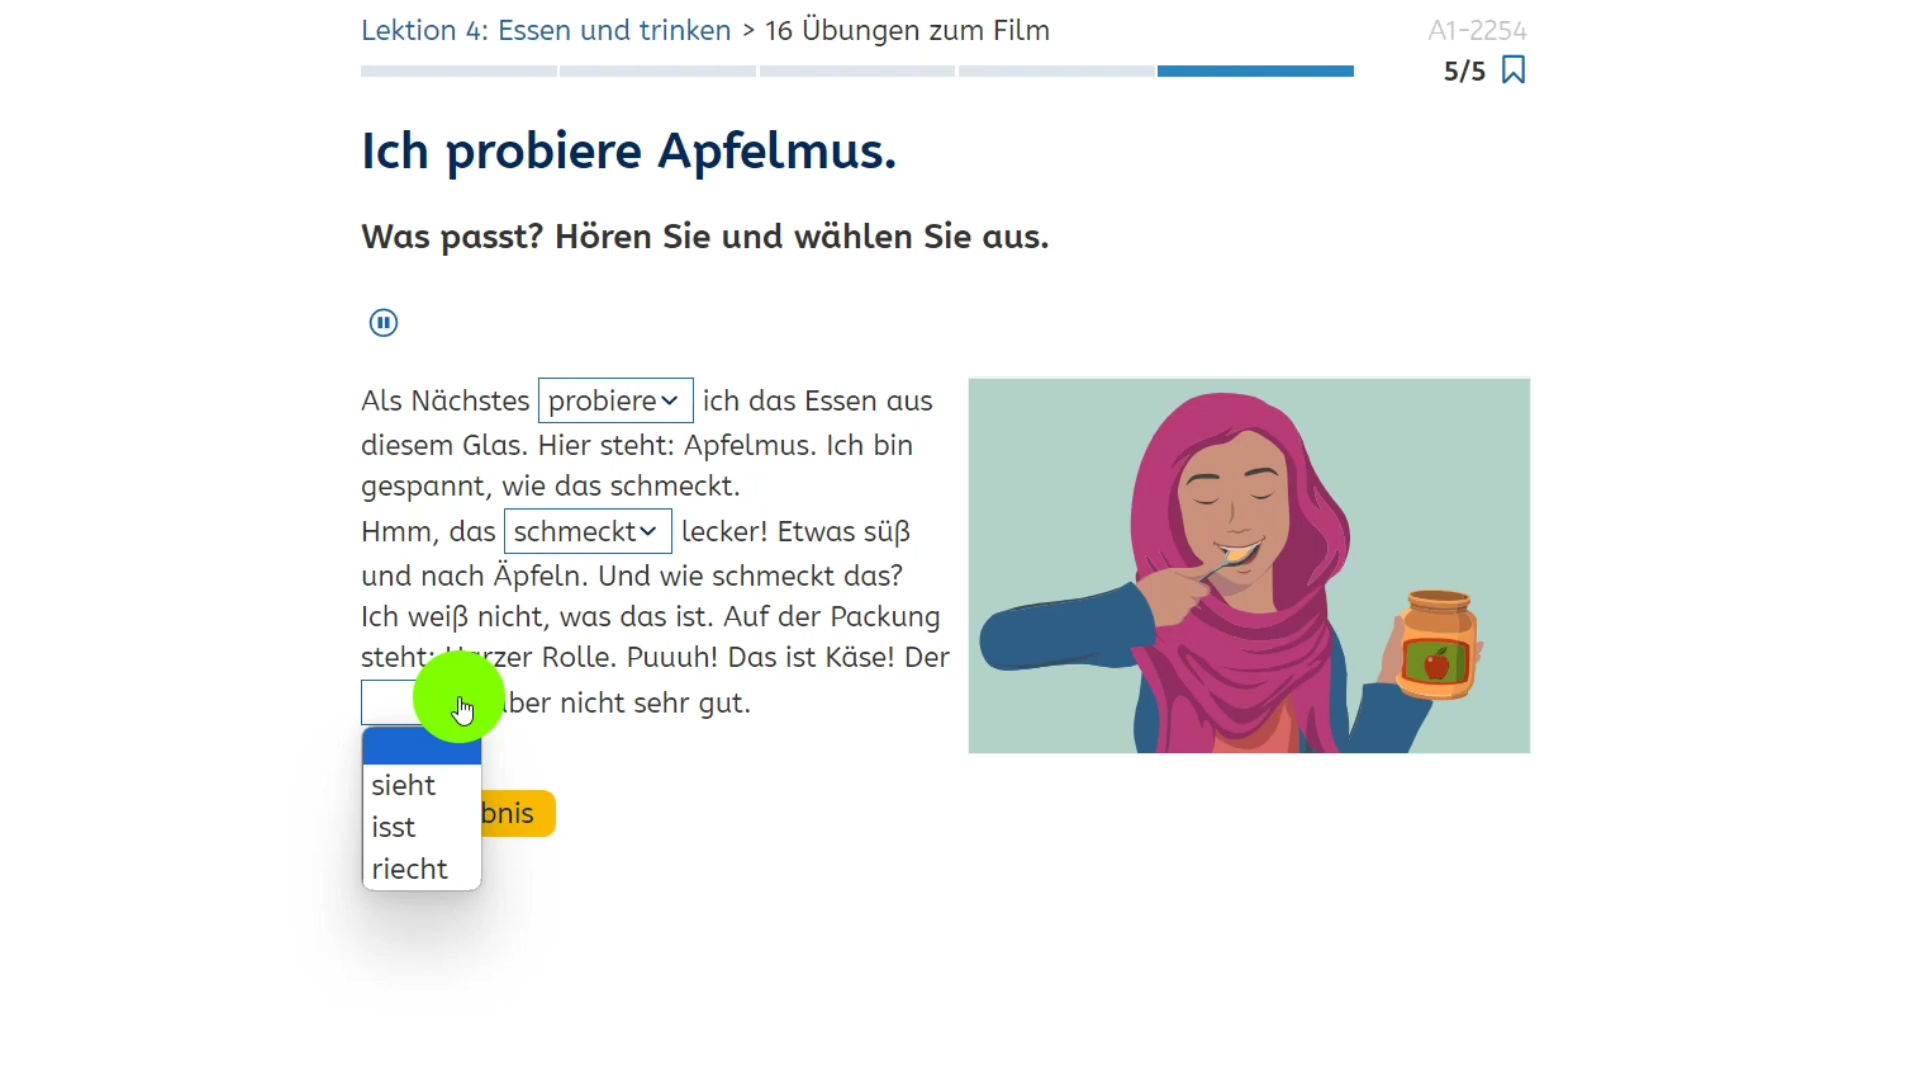 Lektion 4: Essen und trinken > 16 Übungen zum Film
A1-2254
5/5
Ich probiere Apfelmus.
Was passt? Hören Sie und wählen Sie aus.
Als Nächstes probiere ich das Essen aus
diesem Glas. Hier steht: Apfelmus. Ich bin
gespannt, wie das schmeckt.
Hmm, das schmeckt lecker! Etwas süß
und nach Äpfeln. Und wie schmeckt das?
Ich weiß nicht, was das ist. Auf der Packung
steht: Harzer Rolle. Puuuh! Das ist Käse! Der
aber nicht sehr gut.
sieht
isst
riecht